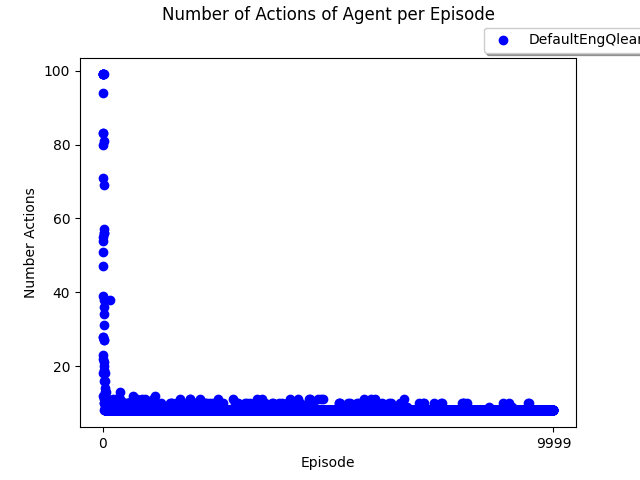 Number of Actions of Agent per Episode
DefaultEngQlear
100
80
60
40
20
Number Actions
0
9999
Episode